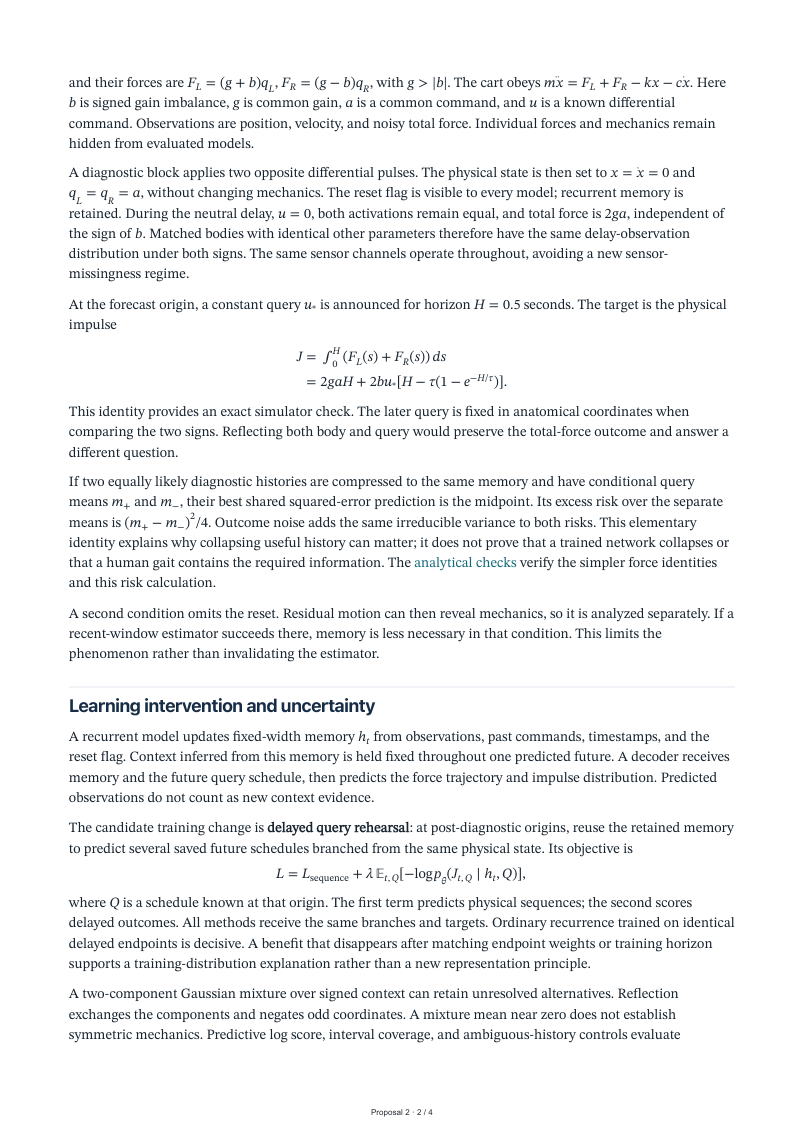 and their forces are F_L = (g + b)q_L, F_R = (g − b)q_R, with g > |b|. The cart obeys mẍ = F_L + F_R − kx − cẋ. Here
b is signed gain imbalance, g is common gain, a is a common command, and u is a known differential
command. Observations are position, velocity, and noisy total force. Individual forces and mechanics remain
hidden from evaluated models.
A diagnostic block applies two opposite differential pulses. The physical state is then set to x = ẋ = 0 and
q_L = q_R = a, without changing mechanics. The reset flag is visible to every model; recurrent memory is
retained. During the neutral delay, u = 0, both activations remain equal, and total force is 2ga, independent of
the sign of b. Matched bodies with identical other parameters therefore have the same delay-observation
distribution under both signs. The same sensor channels operate throughout, avoiding a new sensor-
missingness regime.
At the forecast origin, a constant query u_* is announced for horizon H = 0.5 seconds. The target is the physical
impulse
J = ∫_0^H (F_L(s) + F_R(s)) ds
= 2gaH + 2bu_*[H − τ(1 − e^{−H/τ})].
This identity provides an exact simulator check. The later query is fixed in anatomical coordinates when
comparing the two signs. Reflecting both body and query would preserve the total-force outcome and answer a
different question.
If two equally likely diagnostic histories are compressed to the same memory and have conditional query
means m_+ and m_−, their best shared squared-error prediction is the midpoint. Its excess risk over the separate
means is (m_+ − m_−)^2/4. Outcome noise adds the same irreducible variance to both risks. This elementary
identity explains why collapsing useful history can matter; it does not prove that a trained network collapses or
that a human gait contains the required information. The analytical checks verify the simpler force identities
and this risk calculation.
A second condition omits the reset. Residual motion can then reveal mechanics, so it is analyzed separately. If a
recent-window estimator succeeds there, memory is less necessary in that condition. This limits the
phenomenon rather than invalidating the estimator.
Learning intervention and uncertainty
A recurrent model updates fixed-width memory h_t from observations, past commands, timestamps, and the
reset flag. Context inferred from this memory is held fixed throughout one predicted future. A decoder receives
memory and the future query schedule, then predicts the force trajectory and impulse distribution. Predicted
observations do not count as new context evidence.
The candidate training change is delayed query rehearsal: at post-diagnostic origins, reuse the retained memory
to predict several saved future schedules branched from the same physical state. Its objective is
L = L_sequence + λ 𝔼_{t,Q}[−log p_θ(J_{t,Q} | h_t, Q)],
where Q is a schedule known at that origin. The first term predicts physical sequences; the second scores
delayed outcomes. All methods receive the same branches and targets. Ordinary recurrence trained on identical
delayed endpoints is decisive. A benefit that disappears after matching endpoint weights or training horizon
supports a training-distribution explanation rather than a new representation principle.
A two-component Gaussian mixture over signed context can retain unresolved alternatives. Reflection
exchanges the components and negates odd coordinates. A mixture mean near zero does not establish
symmetric mechanics. Predictive log score, interval coverage, and ambiguous-history controls evaluate
Proposal 2 · 2 / 4